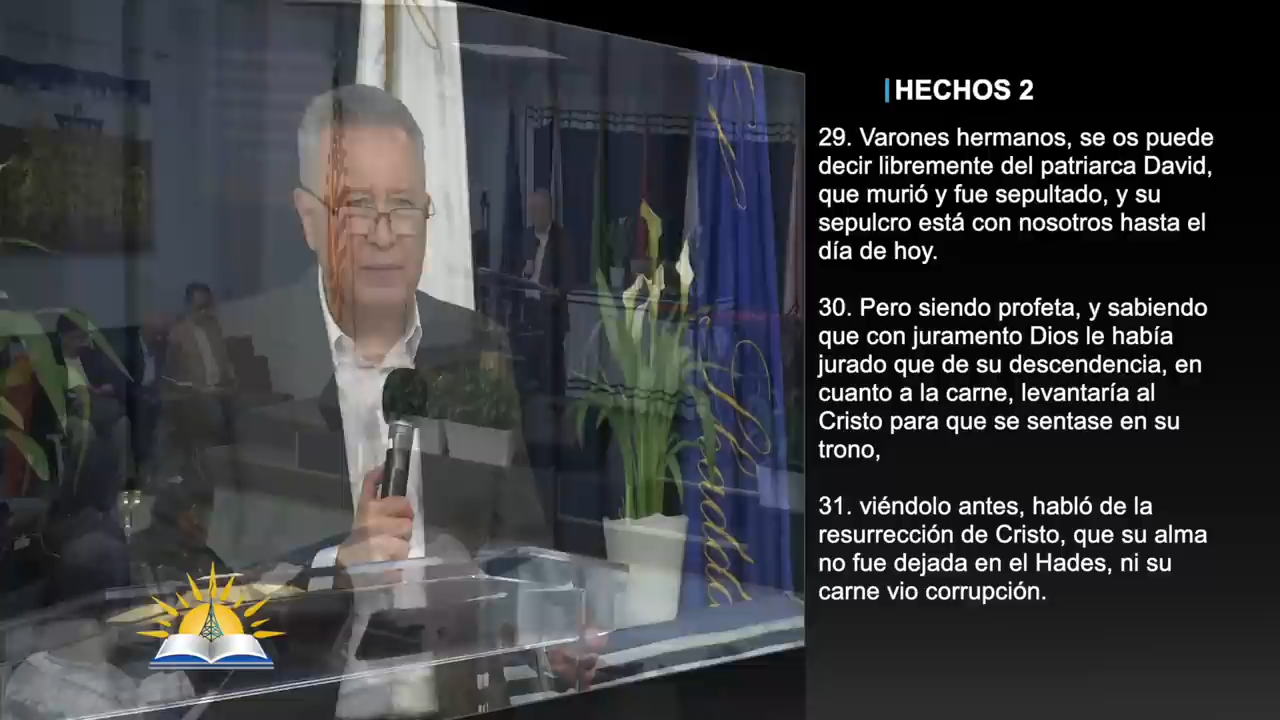 HECHOS 2
29. Varones hermanos, se os puede
decir libremente del patriarca David,
que murió y fue sepultado, y su
sepulcro está con nosotros hasta el
día de hoy.
30. Pero siendo profeta, y sabiendo
que con juramento Dios le había
jurado que de su descendencia, en
cuanto a la carne, levantaría al
Cristo para que se sentase en su
trono,
31. viéndolo antes, habló de la
resurrección de Cristo, que su alma
no fue dejada en el Hades, ni su
carne vio corrupción.